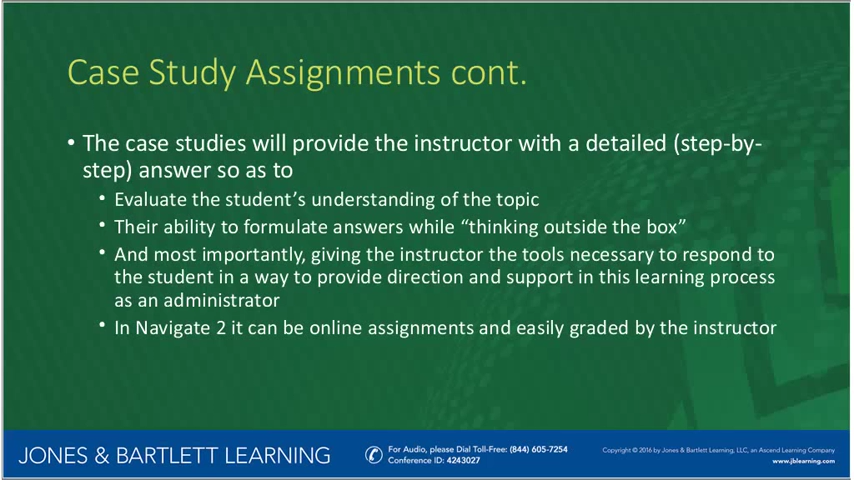 Case Study Assignments cont.
• The case studies will provide the instructor with a detailed (step-by-
step) answer so as to
• Evaluate the student’s understanding of the topic
• Their ability to formulate answers while “thinking outside the box”
• And most importantly, giving the instructor the tools necessary to respond to
the student in a way to provide direction and support in this learning process
as an administrator
• In Navigate 2 it can be online assignments and easily graded by the instructor
JONES & BARTLETT LEARNING
For Audio, please Dial Toll-Free: (844) 605-7254
Conference ID: 4243027
Copyright © 2016 by Jones & Bartlett Learning, LLC, an Ascend Learning Company
www.jblearning.com